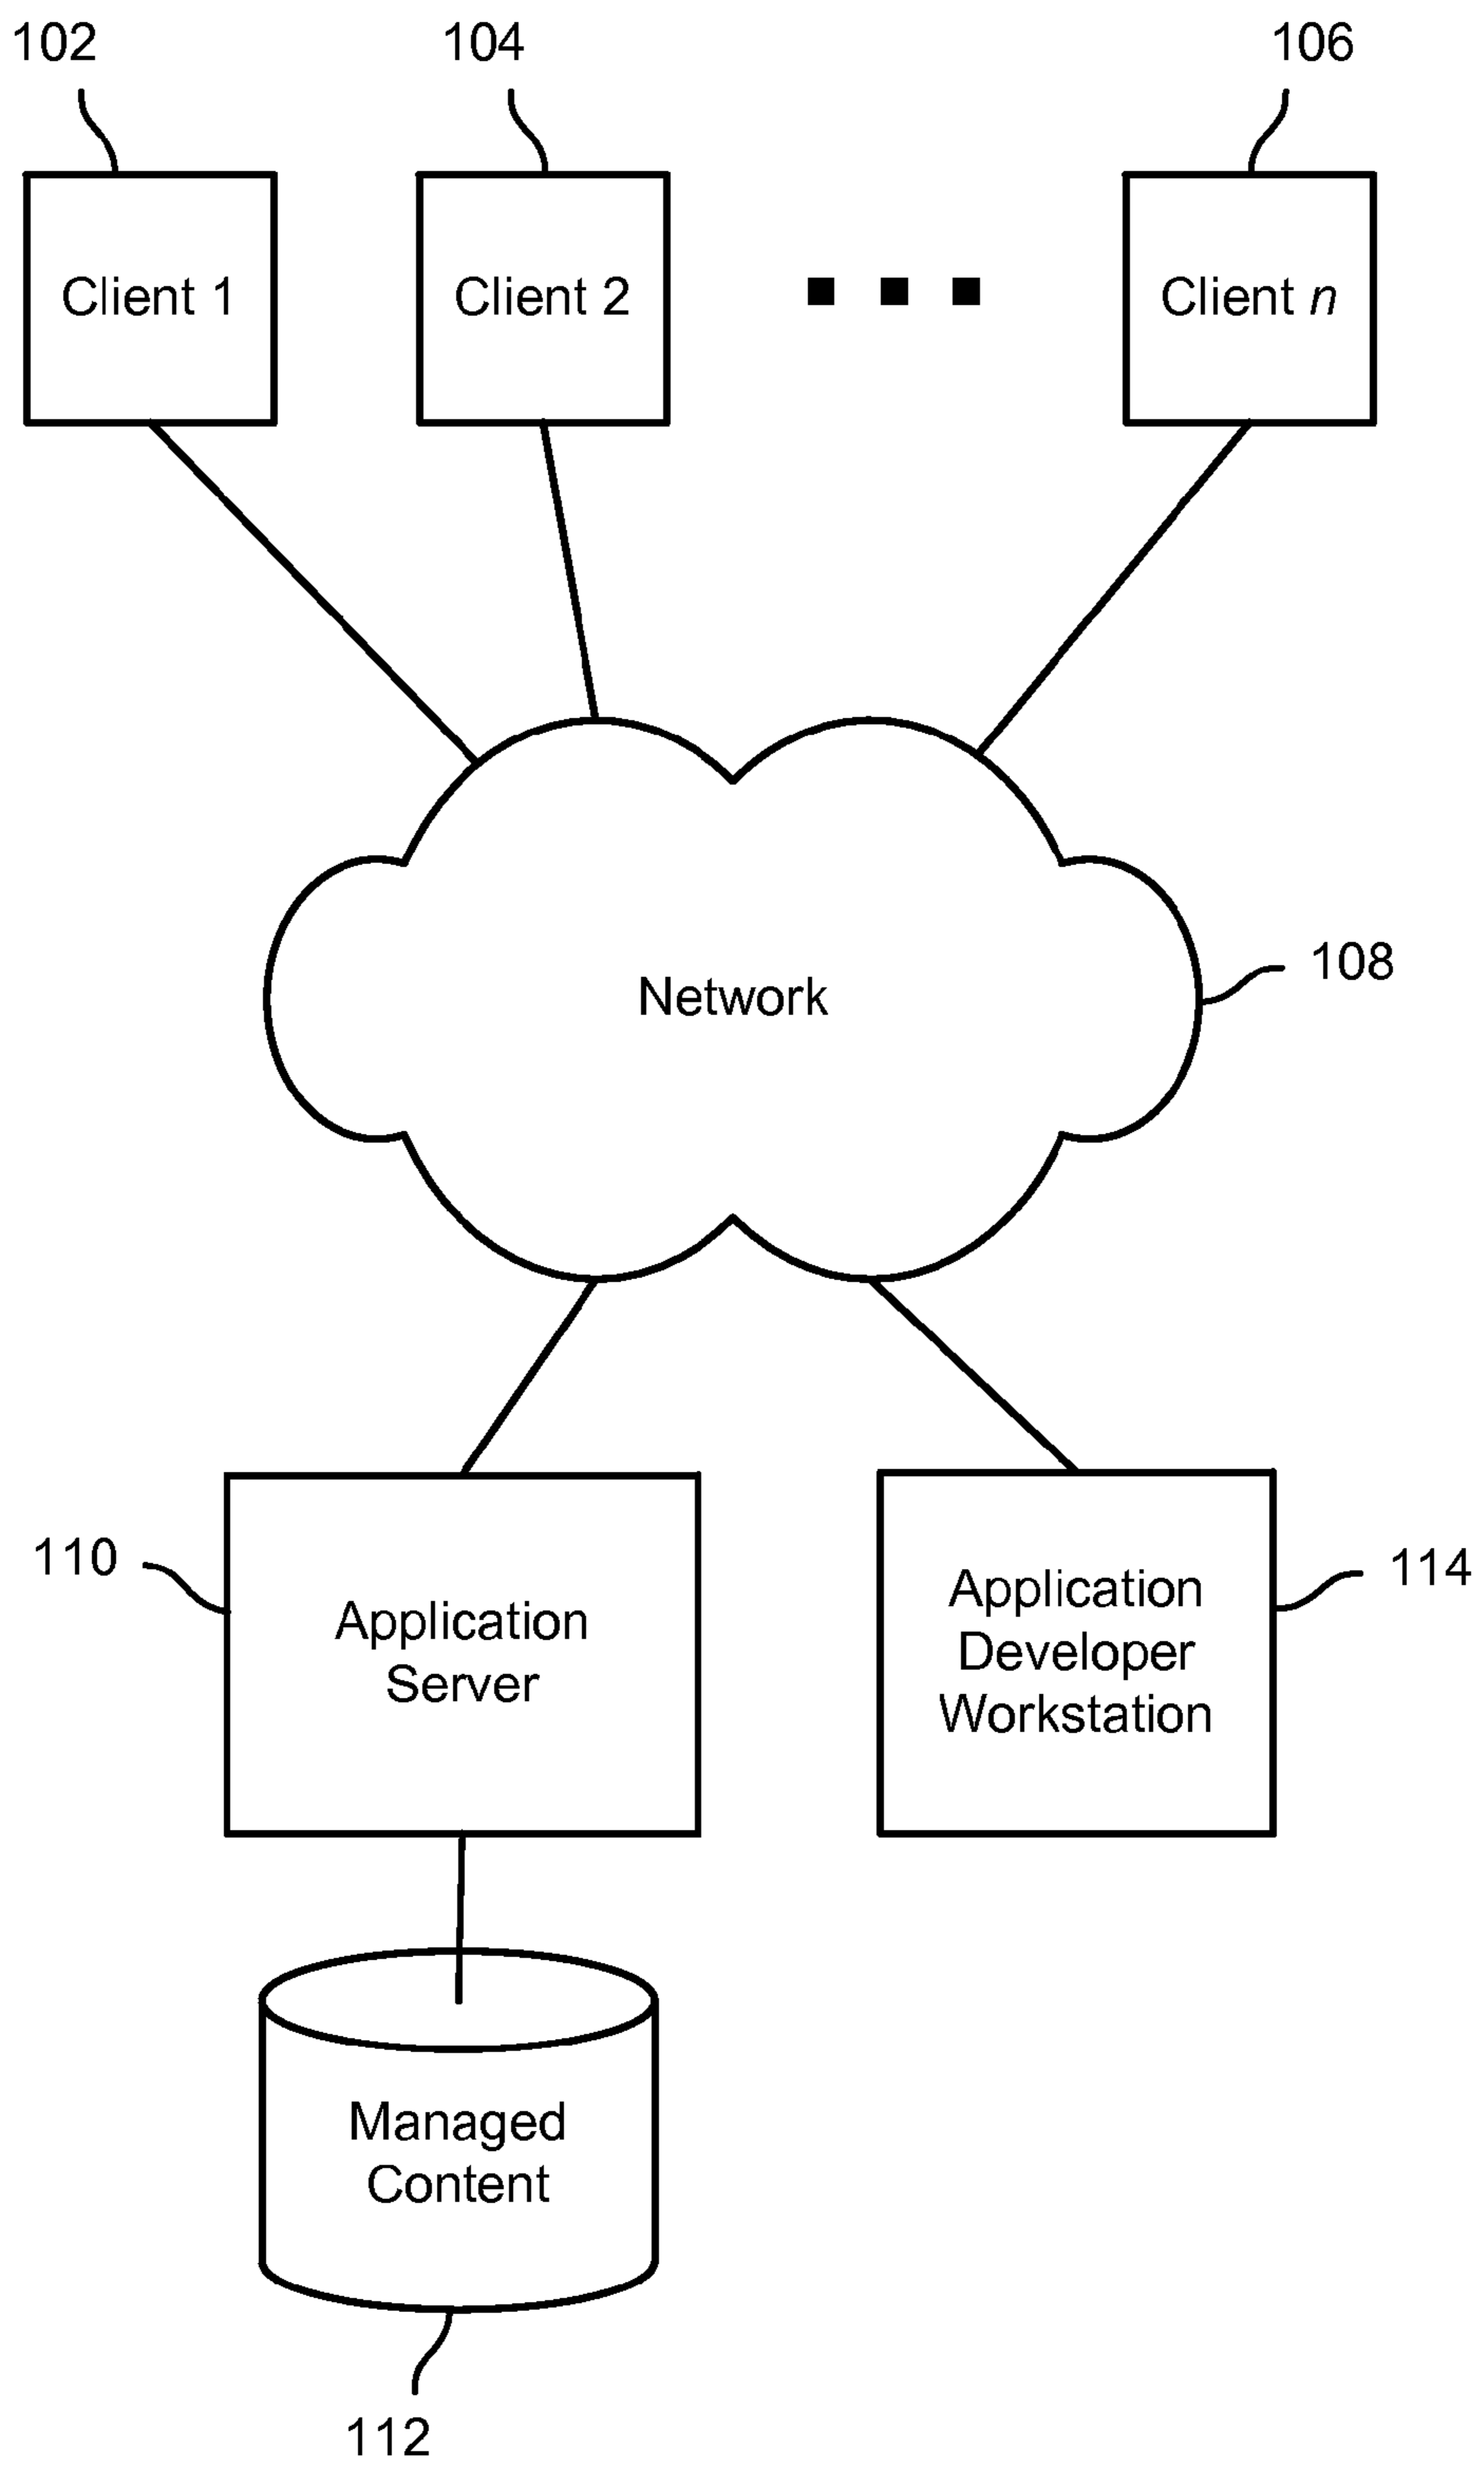 102
104
106
Client 1
Client 2
Client n
108
Network
110
114
Application
Server
Application
Developer
Workstation
Managed
Content
112